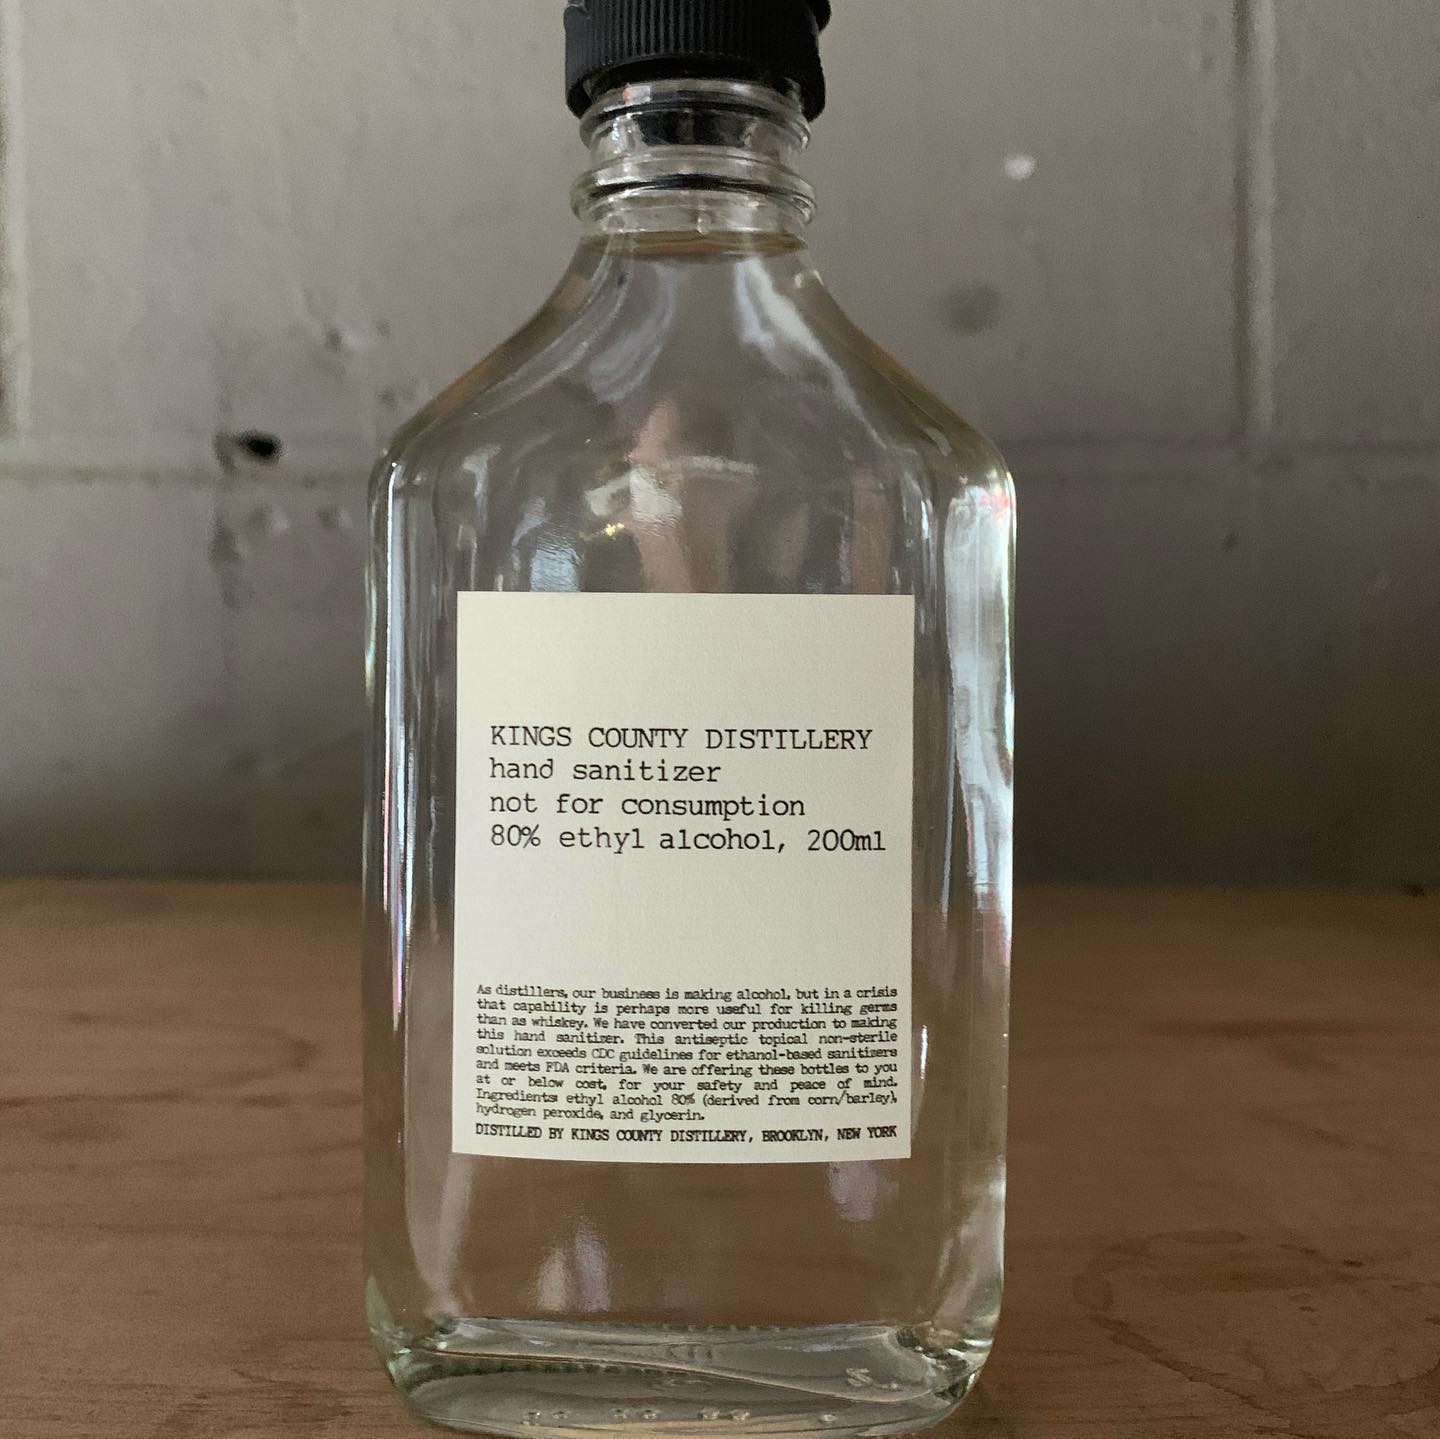 KINGS COUNTY DISTILLERY
hand sanitizer
not for consumption
80% ethyl alcohol, 200ml
As distillers, our business is making alcohol, but in a crisis
that capability is perhaps more useful for killing germs
than as whiskey. We have converted our production to making
this hand sanitizer. This antiseptic topical non-sterile
solution exceeds CDC guidelines for ethanol-based sanitizers
and meets FDA criteria. We are offering these bottles to you
at or below cost, for your safety and peace of mind.
Ingredients: ethyl alcohol 80% (derived from corn/barley),
hydrogen peroxide, and glycerin.
DISTILLED BY KINGS COUNTY DISTILLERY, BROOKLYN, NEW YORK